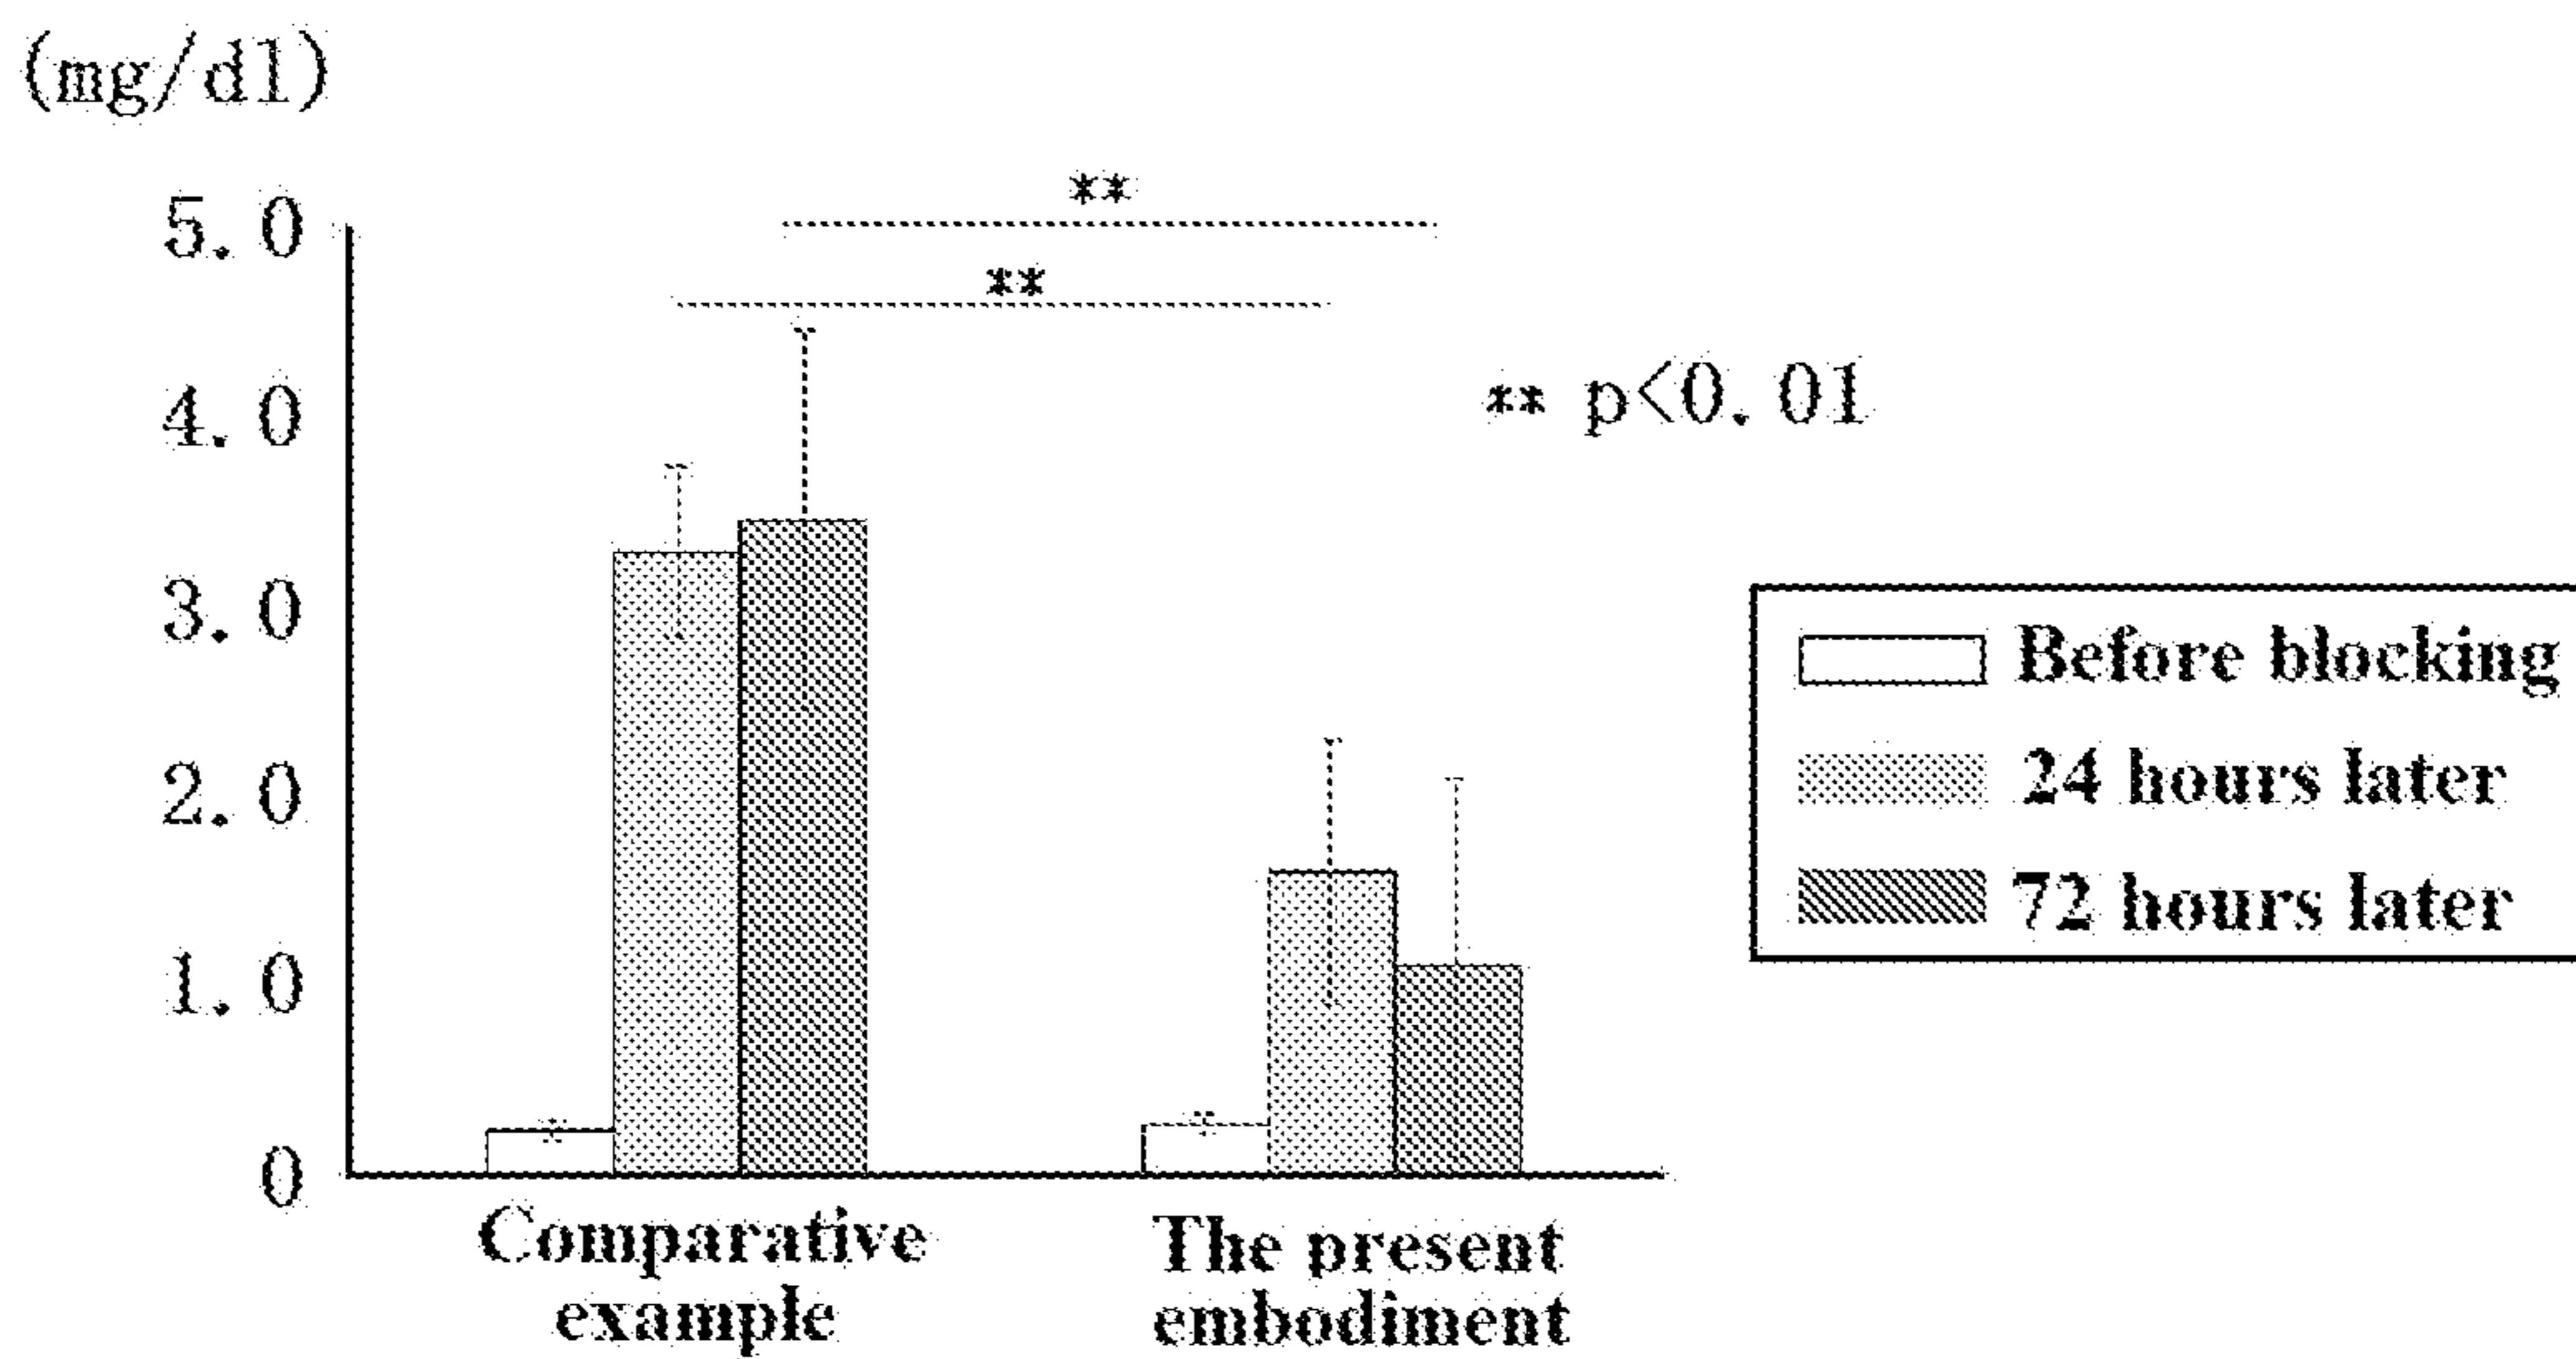 (mg/dl)
5.0
4.0
3.0
2.0
1.0
0
**
**
** p<0.01
Before blocking
24 hours later
72 hours later
Comparative
example
The present
embodiment